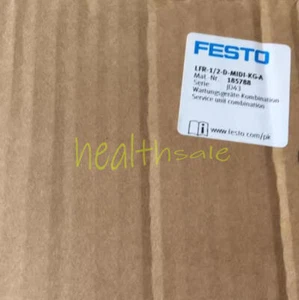 FESTO
LFR-1/2-D-MIDI-KG-A
Mat. Nr. 185788
Serie: JD43
Wartungsgeräte Kombination
Service unit combination
www.festo.com/pk
healthsale